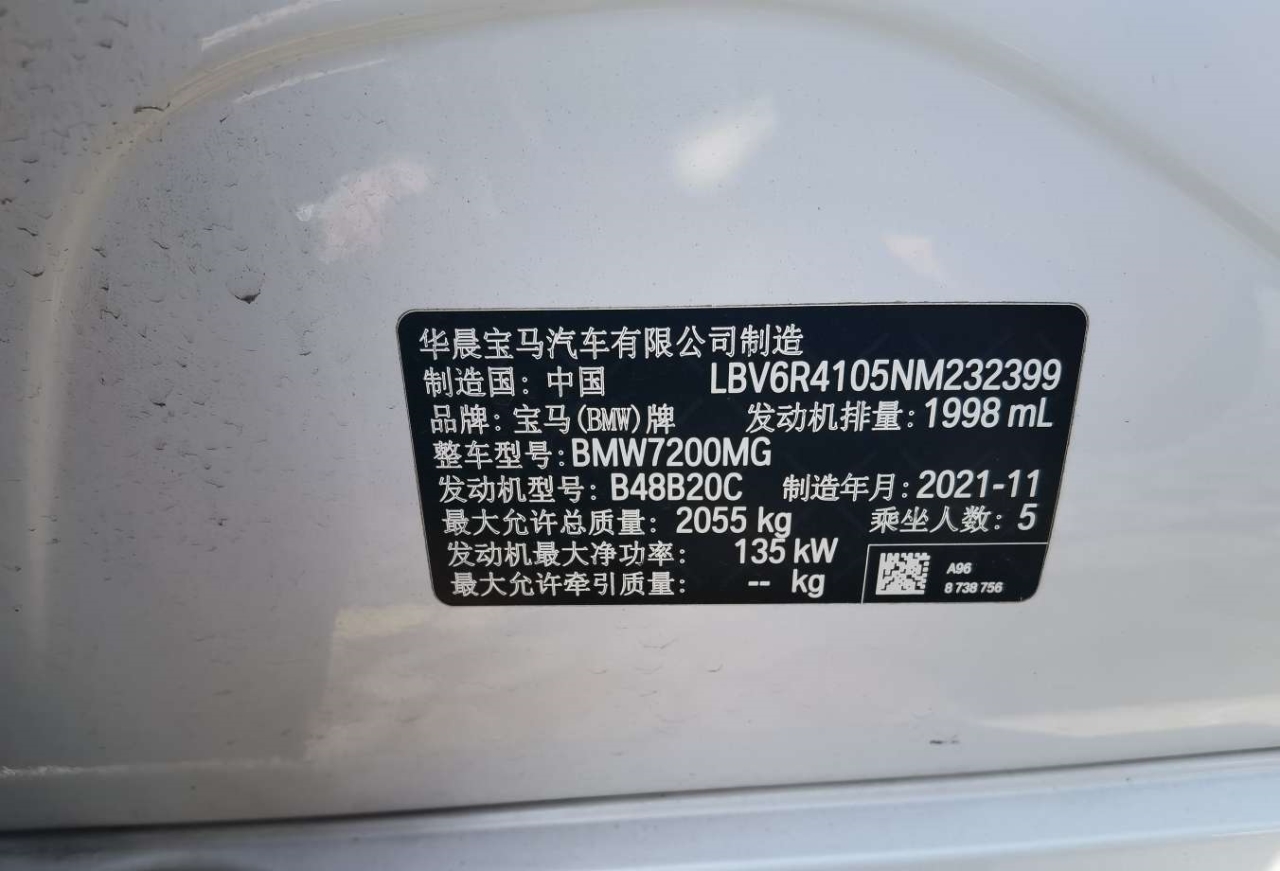 华晨宝马汽车有限公司制造
制造国: 中国 LBV6R4105NM232399
品牌: 宝马(BMW)牌 发动机排量: 1998 mL
整车型号: BMW7200MG
发动机型号: B48B20C 制造年月: 2021-11
最大允许总质量: 2055 kg 乘坐人数: 5
发动机最大净功率: 135 kW
最大允许牵引质量: -- kg
A96
8 738 756